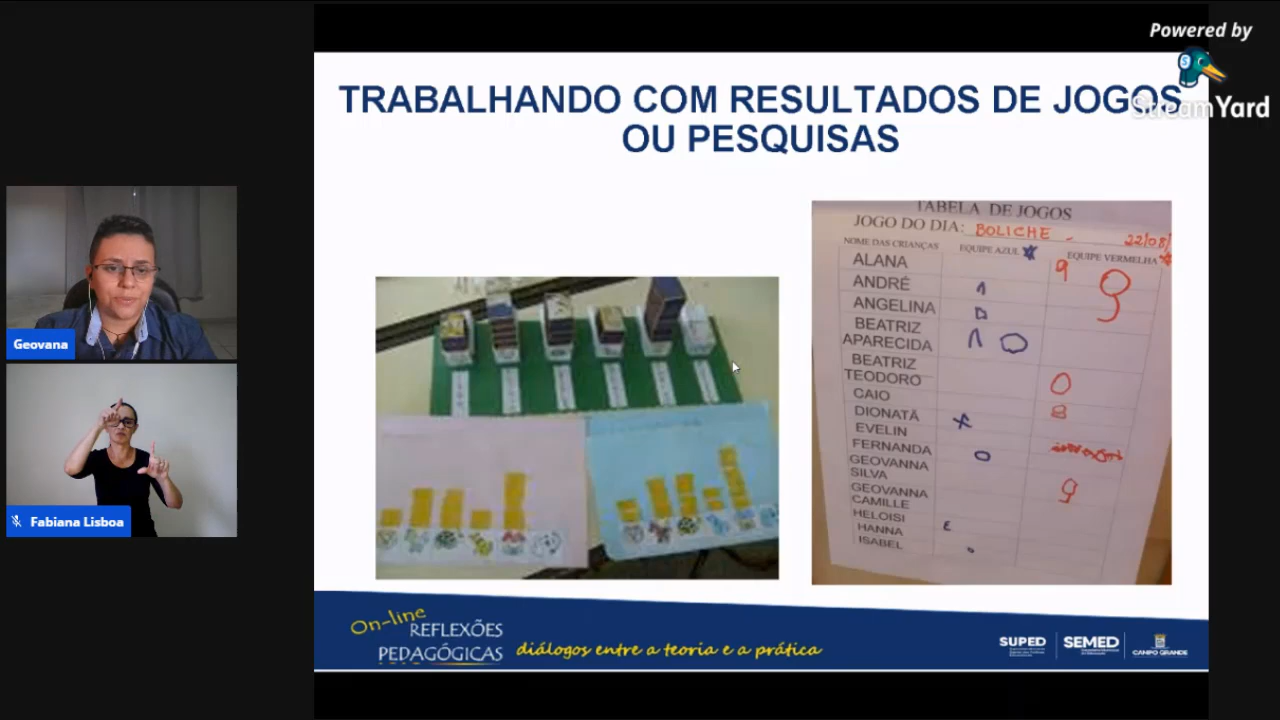 Powered by
StreamYard
TRABALHANDO COM RESULTADOS DE JOGOS
OU PESQUISAS
TABELA DE JOGOS
JOGO DO DIA: BOLICHE 22/08/
NOME DAS CRIANÇAS EQUIPE AZUL EQUIPE VERMELHA
ALANA 9
ANDRÉ
ANGELINA
BEATRIZ
APARECIDA
BEATRIZ
TEODORO
CAIO
DIONATÃ
EVELIN
FERNANDA
GEOVANNA
SILVA
GEOVANNA
CAMILLE
HELOISI
HANNA
ISABEL
Geovana
Fabiana Lisboa
On-line
REFLEXÕES
PEDAGÓGICAS
diálogos entre a teoria e a prática
SUPED
SEMED
CAMPO GRANDE